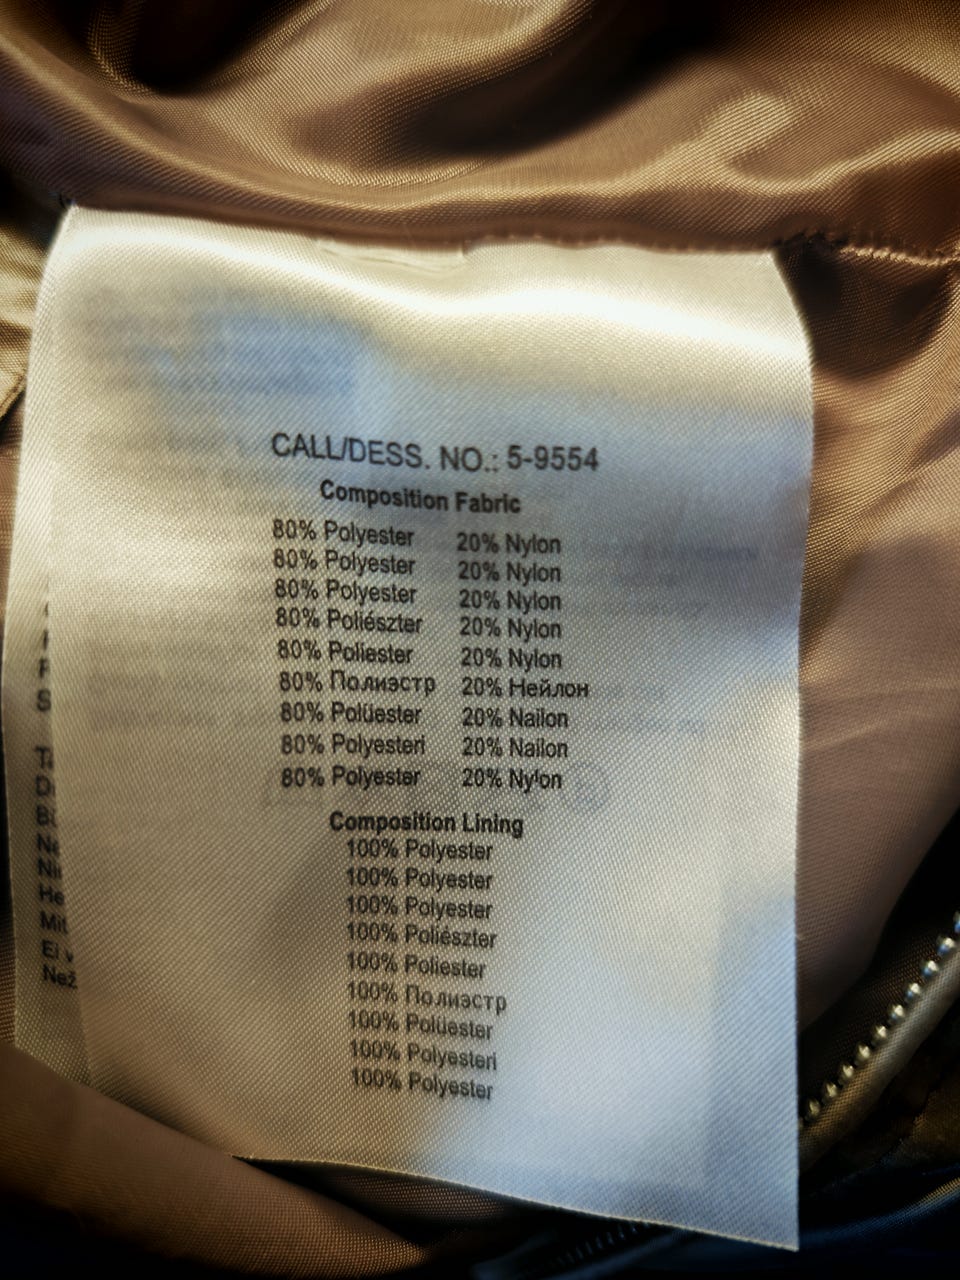 CALL/DESS. NO.: 5-9554
Composition Fabric
80% Polyester 20% Nylon
80% Polyester 20% Nylon
80% Polyester 20% Nylon
80% Poliészter 20% Nylon
80% Poliester 20% Nylon
80% Полиэстр 20% Нейлон
80% Polüester 20% Nailon
80% Polyesteri 20% Nailon
80% Polyester 20% Nylon
Composition Lining
100% Polyester
100% Polyester
100% Polyester
100% Poliészter
100% Poliester
100% Полиэстр
100% Polüester
100% Polyesteri
100% Polyester